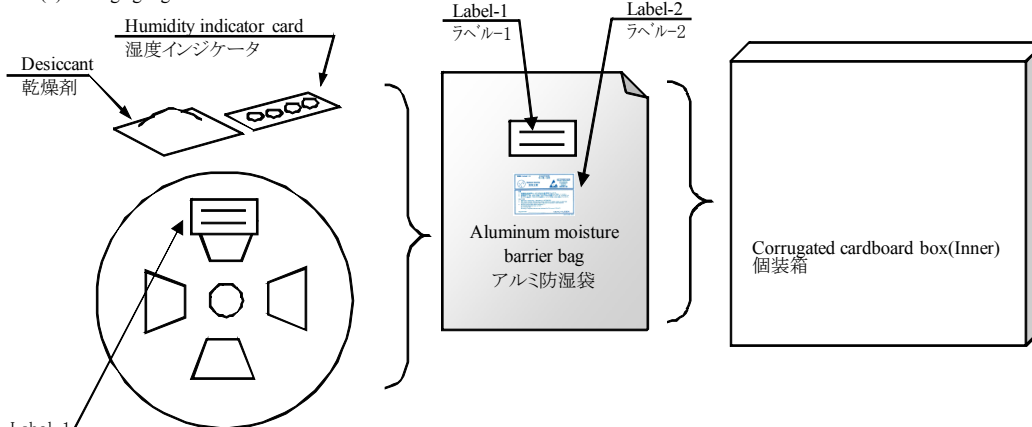 Humidity indicator card
湿度インジケータ
Desiccant
乾燥剤
Label-1
ラベル-1
Label-2
ラベル-2
Aluminum moisture
barrier bag
アルミ防湿袋
Corrugated cardboard box(Inner)
個装箱
Label-1